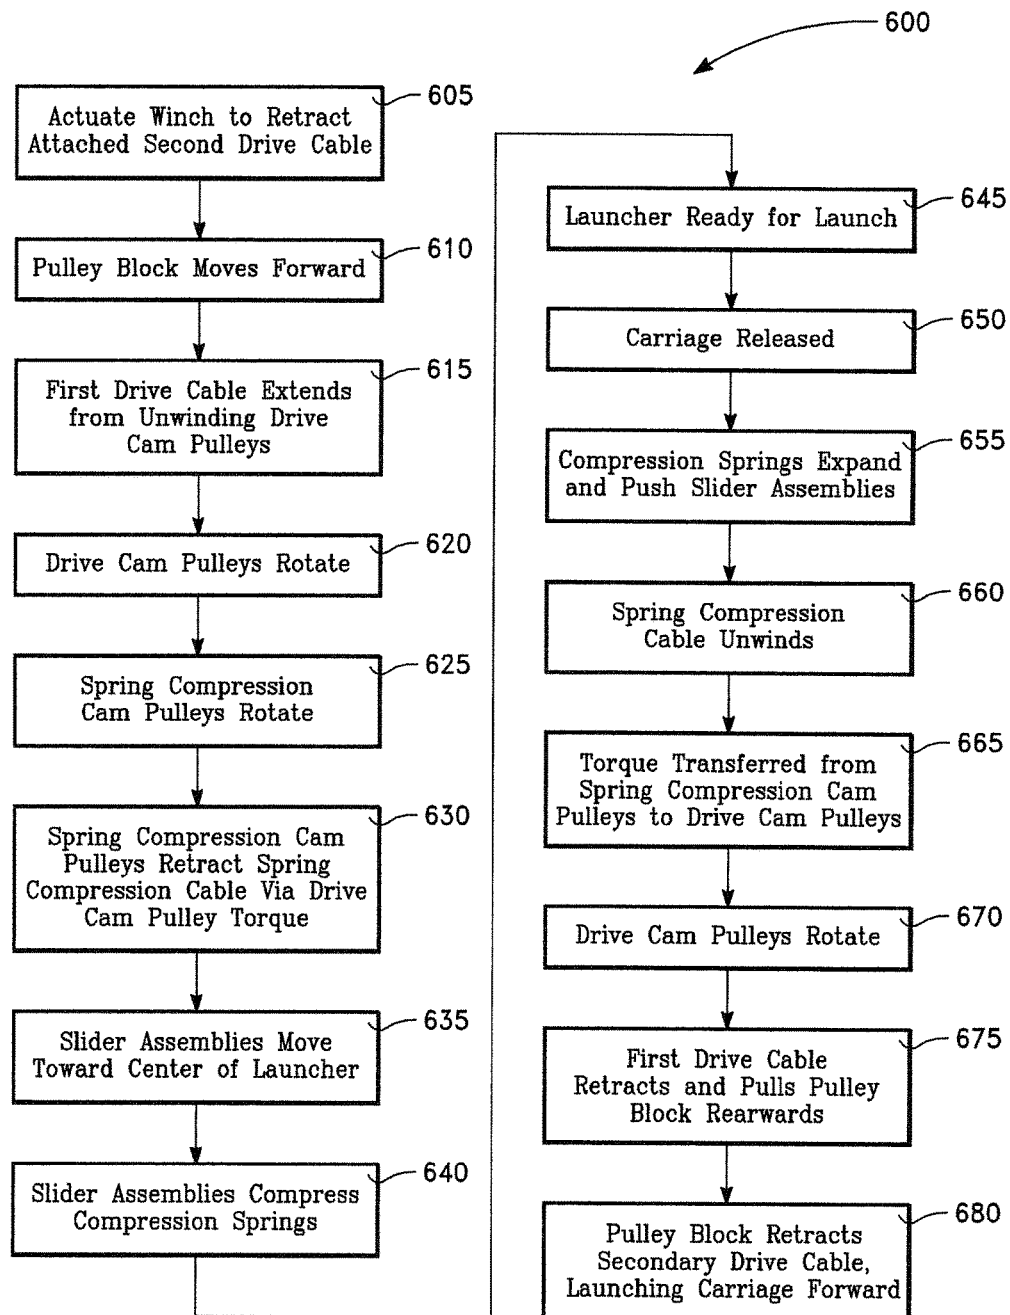 600
605
Actuate Winch to Retract
Attached Second Drive Cable
610
Pulley Block Moves Forward
615
First Drive Cable Extends
from Unwinding Drive
Cam Pulleys
620
Drive Cam Pulleys Rotate
625
Spring Compression
Cam Pulleys Rotate
630
Spring Compression Cam
Pulleys Retract Spring
Compression Cable Via Drive
Cam Pulley Torque
635
Slider Assemblies Move
Toward Center of Launcher
640
Slider Assemblies Compress
Compression Springs
645
Launcher Ready for Launch
650
Carriage Released
655
Compression Springs Expand
and Push Slider Assemblies
660
Spring Compression
Cable Unwinds
665
Torque Transferred from
Spring Compression Cam
Pulleys to Drive Cam Pulleys
670
Drive Cam Pulleys Rotate
675
First Drive Cable
Retracts and Pulls Pulley
Block Rearwards
680
Pulley Block Retracts
Secondary Drive Cable,
Launching Carriage Forward